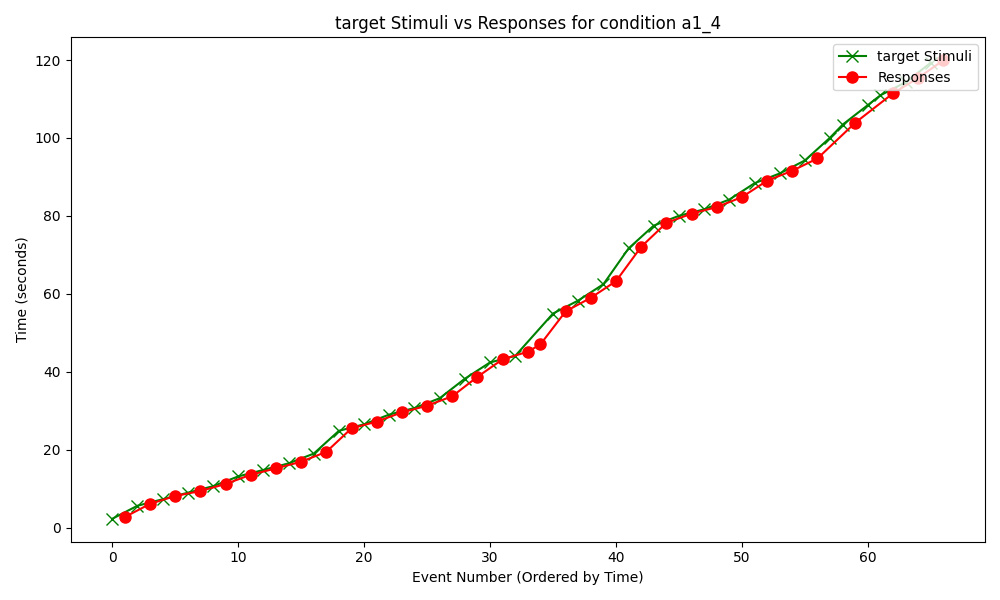 target Stimuli vs Responses for condition a1_4
target Stimuli
Responses
Time (seconds)
120
100
80
60
40
20
0
0 10 20 30 40 50 60
Event Number (Ordered by Time)